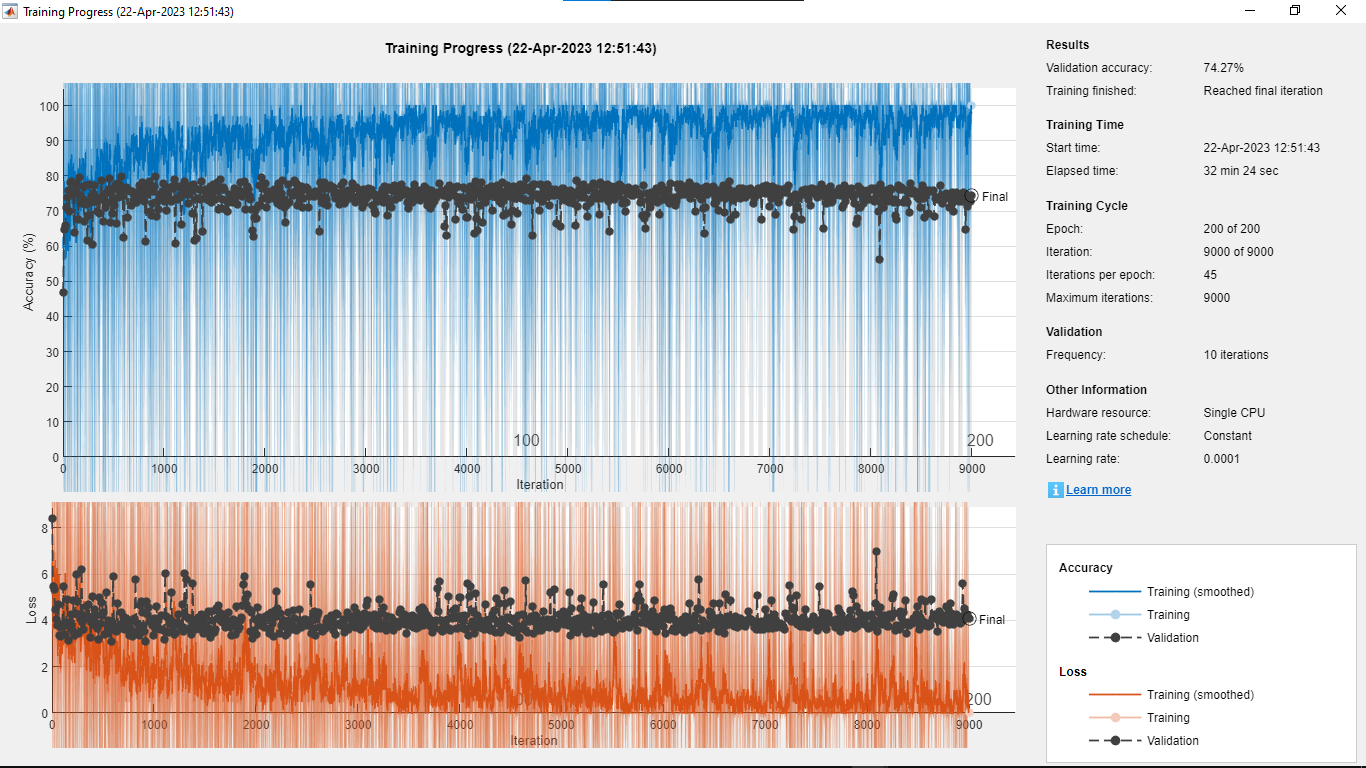 Training Progress (22-Apr-2023 12:51:43)
Training Progress (22-Apr-2023 12:51:43)
100
90
80
70
60
50
40
30
20
10
0
Accuracy (%)
Final
100
200
0 1000 2000 3000 4000 5000 6000 7000 8000 9000
Iteration
8
6
4
2
0
Loss
Final
200
0 1000 2000 3000 4000 5000 6000 7000 8000 9000
Iteration
Results
Validation accuracy: 74.27%
Training finished: Reached final iteration
Training Time
Start time: 22-Apr-2023 12:51:43
Elapsed time: 32 min 24 sec
Training Cycle
Epoch: 200 of 200
Iteration: 9000 of 9000
Iterations per epoch: 45
Maximum iterations: 9000
Validation
Frequency: 10 iterations
Other Information
Hardware resource: Single CPU
Learning rate schedule: Constant
Learning rate: 0.0001
i Learn more
Accuracy
Training (smoothed)
Training
Validation
Loss
Training (smoothed)
Training
Validation